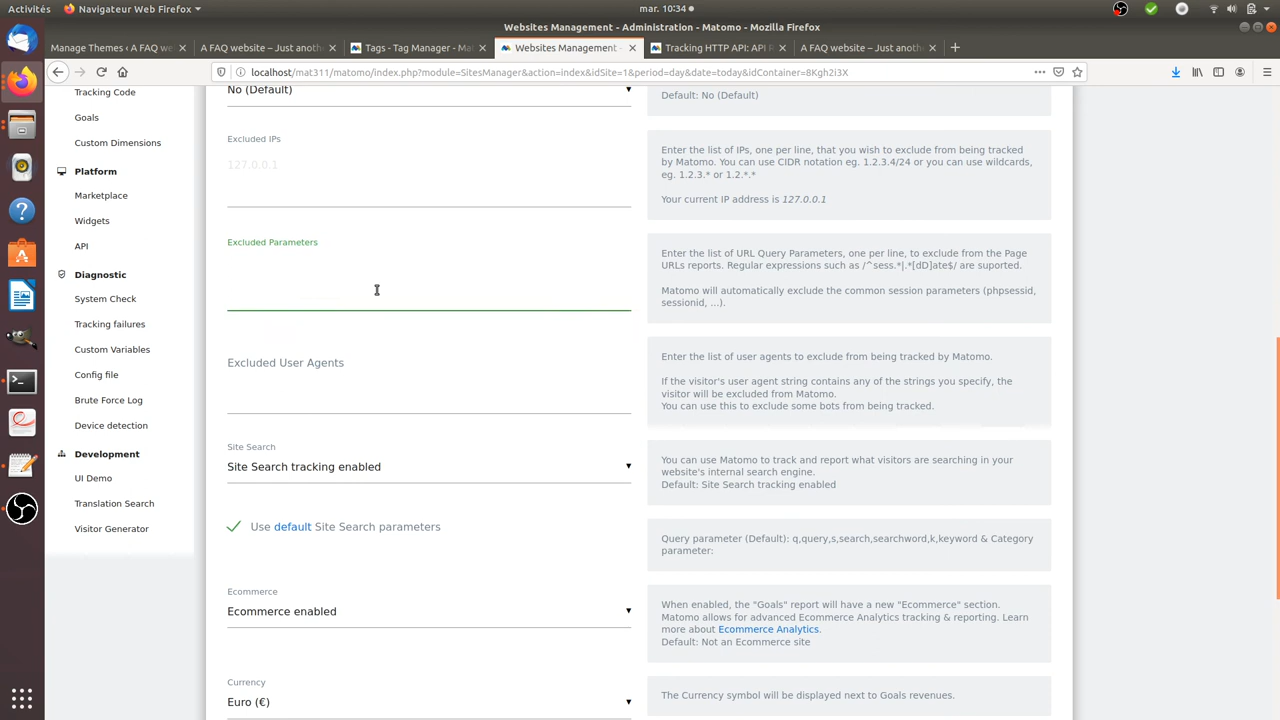 Activités
Navigateur Web Firefox
mar. 10:34
Websites Management - Administration - Matomo - Mozilla Firefox
Manage Themes ‹ A FAQ we
A FAQ website – Just anoth
Tags - Tag Manager - Mat
Websites Management -
Tracking HTTP API: API R
A FAQ website – Just anoth
localhost/mat311/matomo/index.php?module=SitesManager&action=index&idSite=1&period=day&date=today&idContainer=8Kgh2i3X
Tracking Code
Goals
Custom Dimensions
Platform
Marketplace
Widgets
API
Diagnostic
System Check
Tracking failures
Custom Variables
Config file
Brute Force Log
Device detection
Development
UI Demo
Translation Search
Visitor Generator
No (Default)
Default: No (Default)
Excluded IPs
127.0.0.1
Enter the list of IPs, one per line, that you wish to exclude from being tracked
by Matomo. You can use CIDR notation eg. 1.2.3.4/24 or you can use wildcards,
eg. 1.2.3.* or 1.2.*.*
Your current IP address is 127.0.0.1
Excluded Parameters
Enter the list of URL Query Parameters, one per line, to exclude from the Page
URLs reports. Regular expressions such as /^sess.*|.*[dD]ate$/ are suported.
Matomo will automatically exclude the common session parameters (phpsessid,
sessionid, ...).
Excluded User Agents
Enter the list of user agents to exclude from being tracked by Matomo.
If the visitor's user agent string contains any of the strings you specify, the
visitor will be excluded from Matomo.
You can use this to exclude some bots from being tracked.
Site Search
Site Search tracking enabled
You can use Matomo to track and report what visitors are searching in your
website's internal search engine.
Default: Site Search tracking enabled
Use default Site Search parameters
Query parameter (Default): q,query,s,search,searchword,k,keyword & Category
parameter:
Ecommerce
Ecommerce enabled
When enabled, the "Goals" report will have a new "Ecommerce" section.
Matomo allows for advanced Ecommerce Analytics tracking & reporting. Learn
more about Ecommerce Analytics.
Default: Not an Ecommerce site
Currency
Euro (€)
The Currency symbol will be displayed next to Goals revenues.